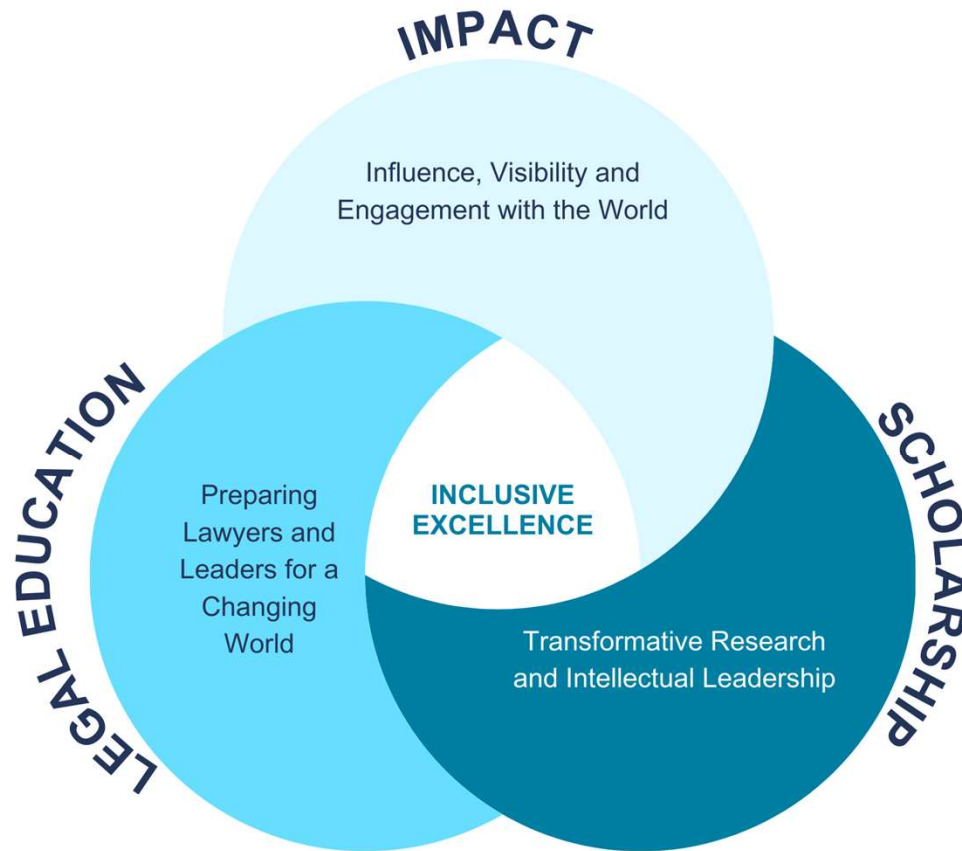 IMPACT
Influence, Visibility and
Engagement with the World
LEGAL EDUCATION
Preparing
Lawyers and
Leaders for a
Changing
World
INCLUSIVE
EXCELLENCE
SCHOLARSHIP
Transformative Research
and Intellectual Leadership